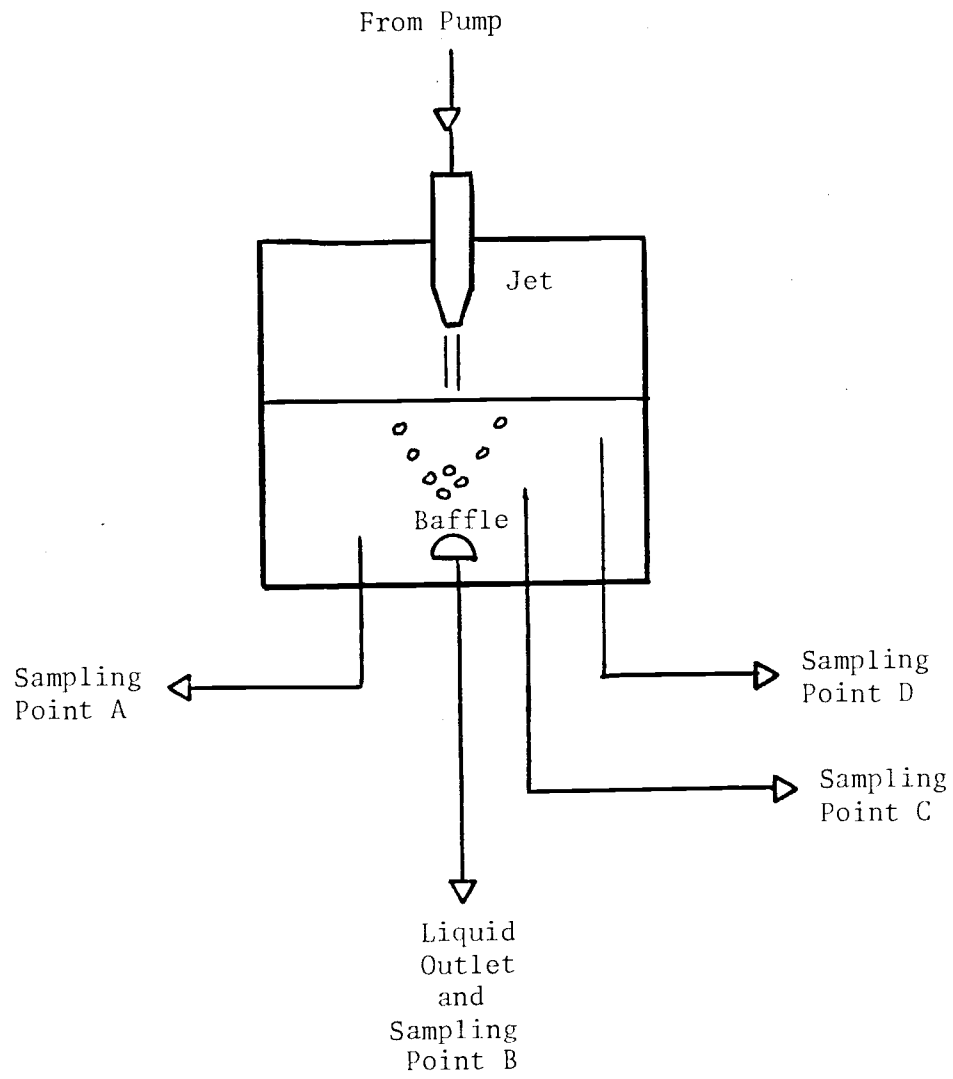 From Pump
Jet
Baffle
Sampling
Point A
Sampling
Point D
Sampling
Point C
Liquid
Outlet
and
Sampling
Point B